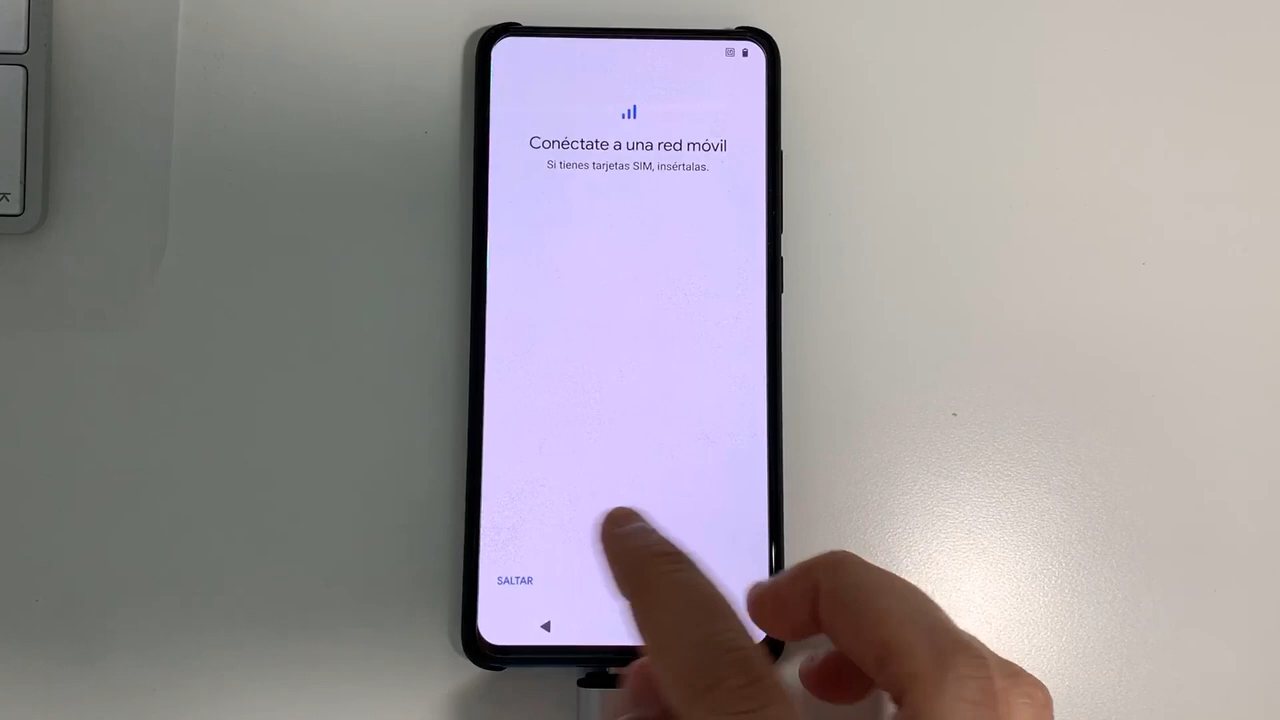 Conéctate a una red móvil
Si tienes tarjetas SIM, insértalas.
SALTAR